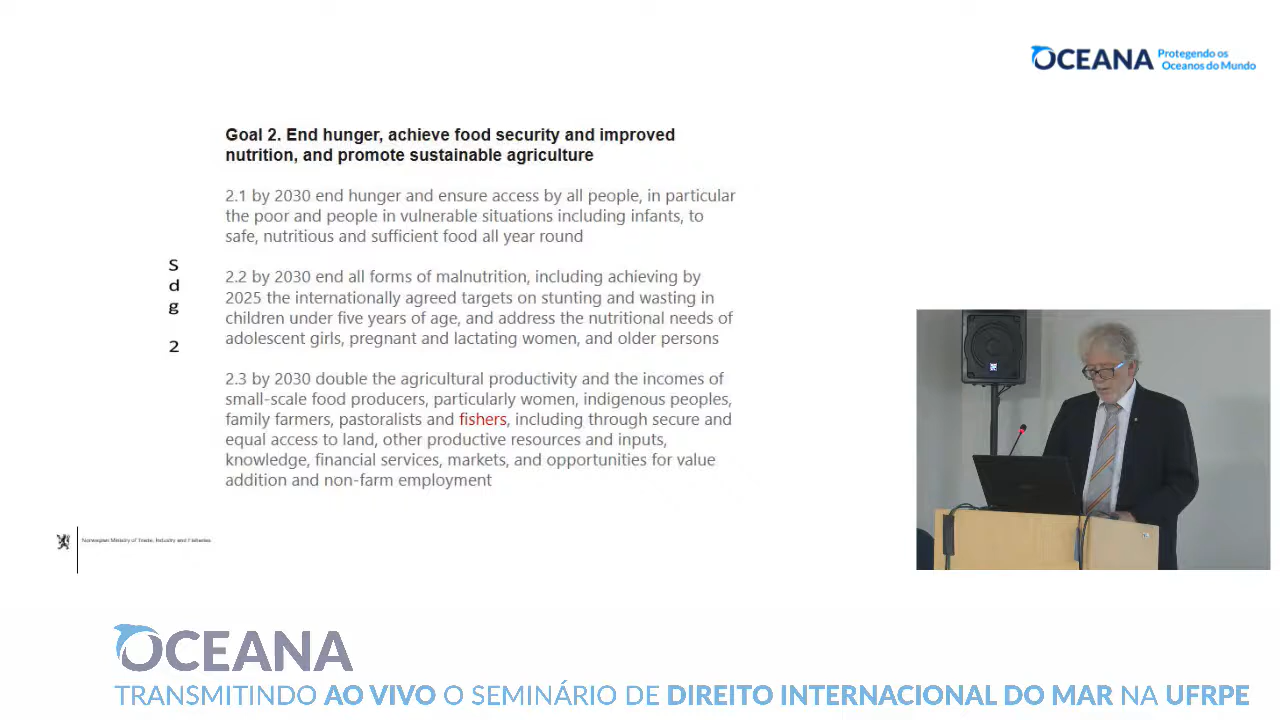 OCEANA Protegendo os
Oceanos do Mundo
Goal 2. End hunger, achieve food security and improved
nutrition, and promote sustainable agriculture
2.1 by 2030 end hunger and ensure access by all people, in particular
the poor and people in vulnerable situations including infants, to
safe, nutritious and sufficient food all year round
S
d
g
2
2.2 by 2030 end all forms of malnutrition, including achieving by
2025 the internationally agreed targets on stunting and wasting in
children under five years of age, and address the nutritional needs of
adolescent girls, pregnant and lactating women, and older persons
2.3 by 2030 double the agricultural productivity and the incomes of
small-scale food producers, particularly women, indigenous peoples,
family farmers, pastoralists and fishers, including through secure and
equal access to land, other productive resources and inputs,
knowledge, financial services, markets, and opportunities for value
addition and non-farm employment
Norwegian Ministry of Trade, Industry and Fisheries
OCEANA
TRANSMITINDO AO VIVO O SEMINÁRIO DE DIREITO INTERNACIONAL DO MAR NA UFRPE